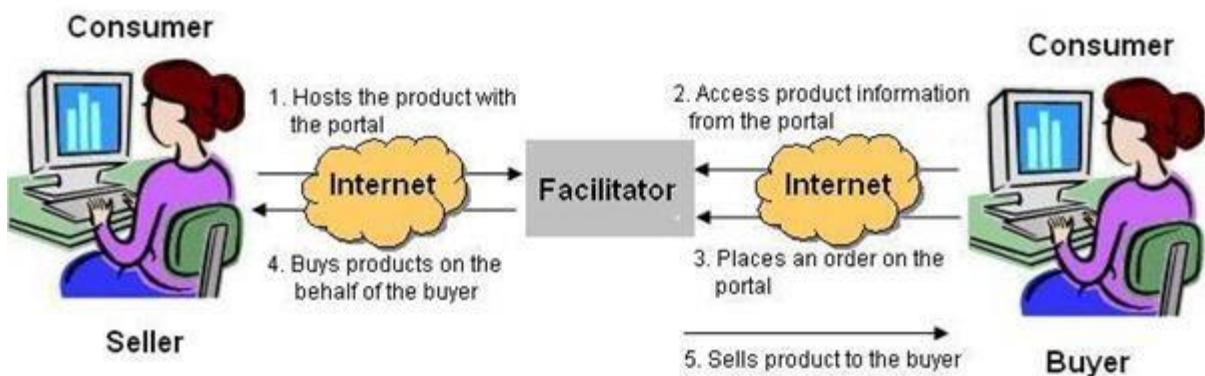 Consumer
Consumer
1. Hosts the product with
the portal
2. Access product information
from the portal
Internet
Facilitator
Internet
4. Buys products on the
behalf of the buyer
3. Places an order on the
portal
Seller
5. Sells product to the buyer
Buyer